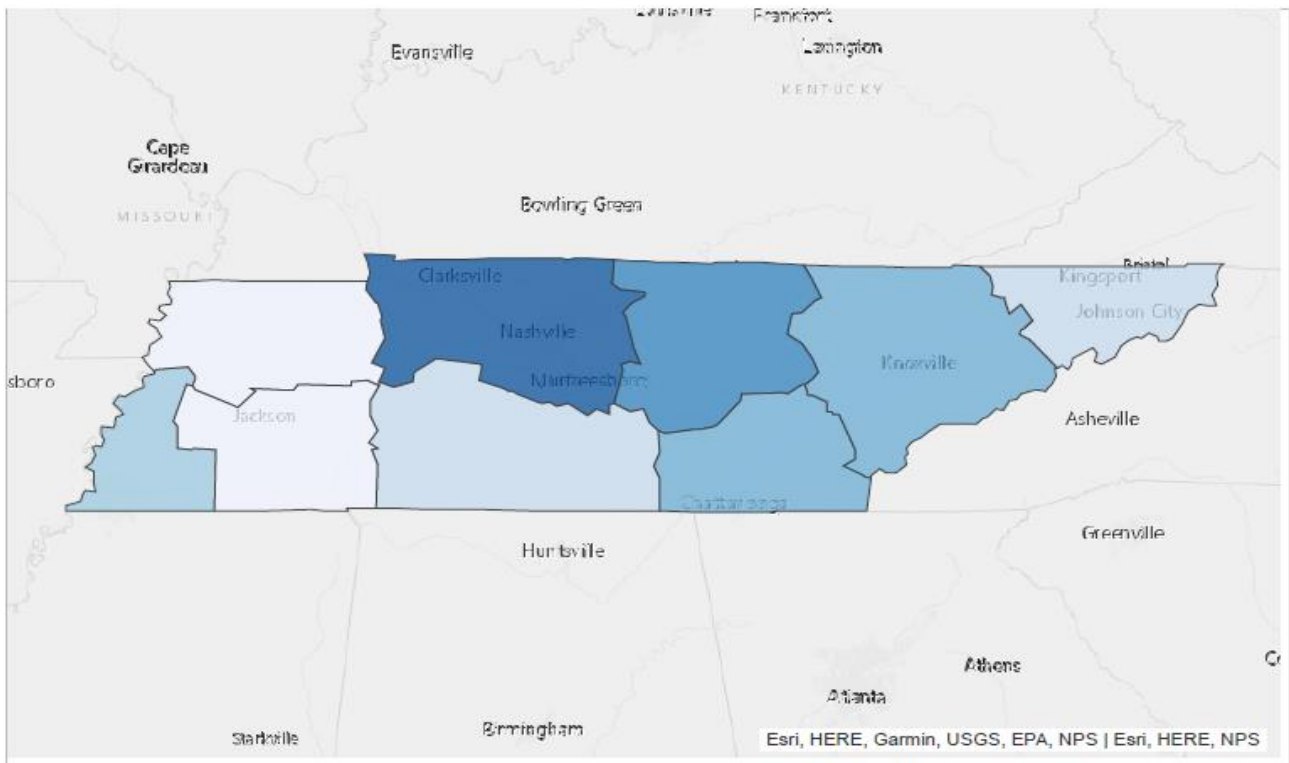 Frankfort
Evansville
Lexington
KENTUCKY
Cape
Girardeau
Bowling Green
MISSOURI
Bristol
Clarksville
Kingsport
Johnson City
Nashville
Knoxville
sboro
Murfreesboro
Jackson
Asheville
Chattanooga
Greenville
Huntsville
Athens
Atlanta
Birmingham
Starkville
Esri, HERE, Garmin, USGS, EPA, NPS | Esri, HERE, NPS